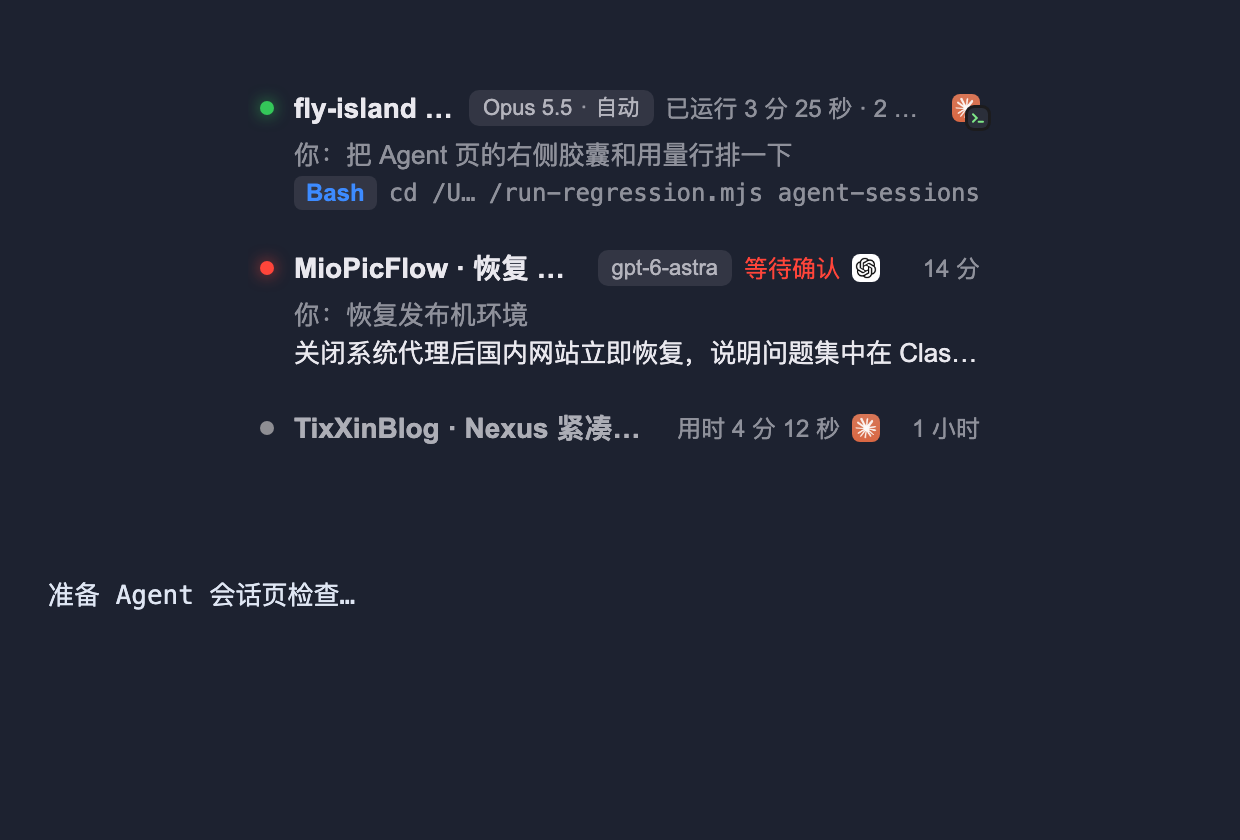 fly-island … Opus 5.5 · 自动 已运行 3 分 25 秒 · 2 …
你：把 Agent 页的右侧胶囊和用量行排一下
Bash cd /U… /run-regression.mjs agent-sessions
MioPicFlow · 恢复 … gpt-6-astra 等待确认 14 分
你：恢复发布机环境
关闭系统代理后国内网站立即恢复，说明问题集中在 Clas…
TixXinBlog · Nexus 紧凑… 用时 4 分 12 秒 1 小时
准备 Agent 会话页检查…